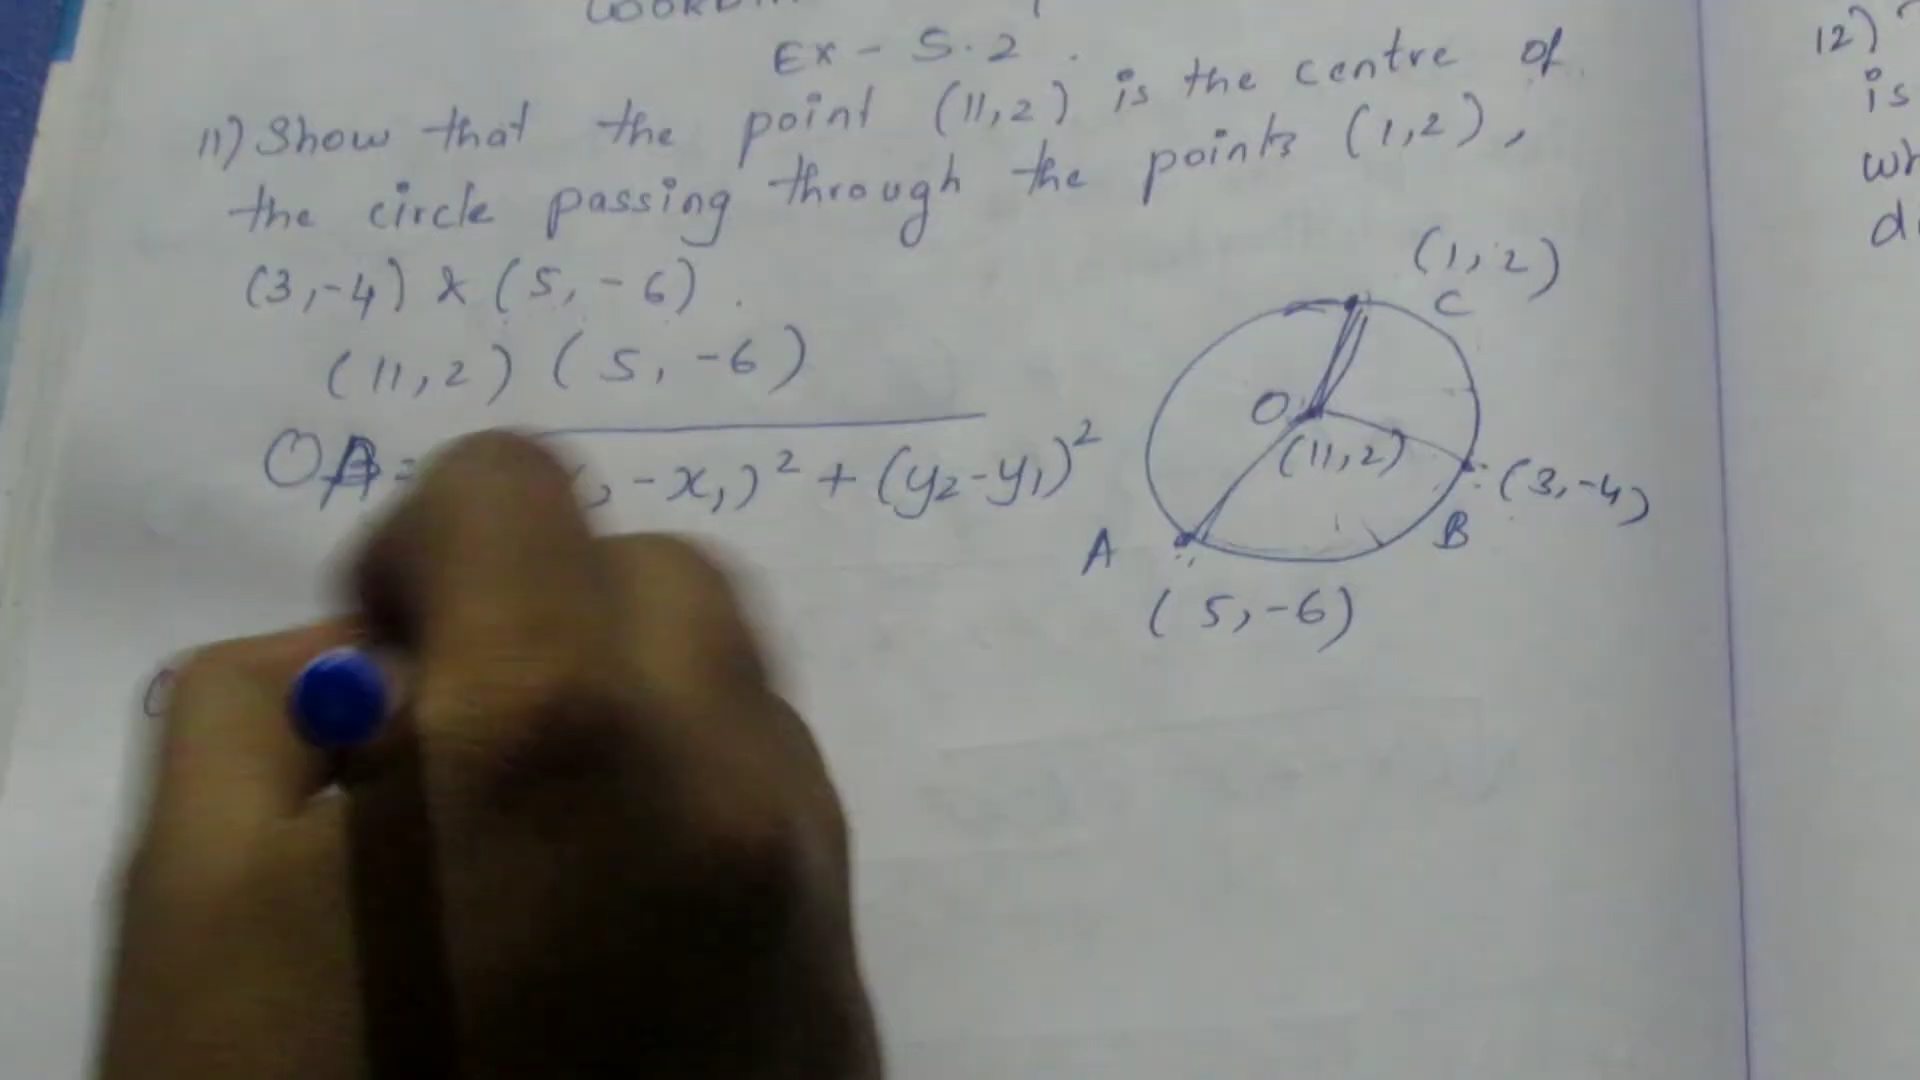 Ex - 5.2
11) Show that the point (11,2) is the centre of
the circle passing through the points (1,2),
(3,-4) & (5,-6).
(11,2) (5,-6)
OA = - x₁)² + (y₂-y₁)²
(1,2)
C
O
(11,2)
(3,-4)
B
A
(5,-6)
12)
is